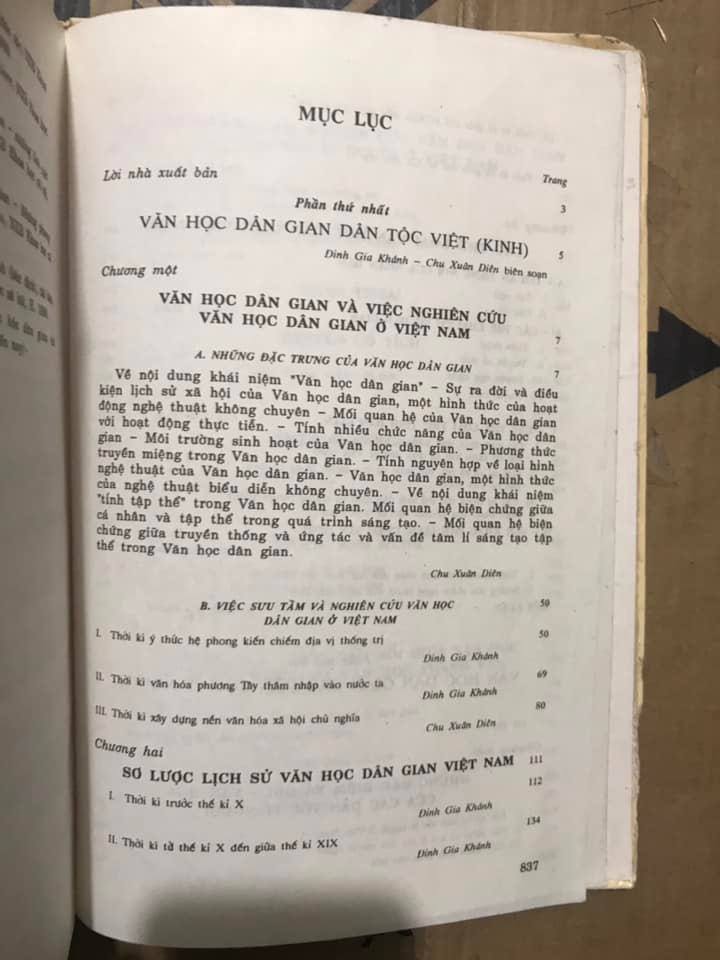 MỤC LỤC
Trang
Lời nhà xuất bản 3
Phần thứ nhất
VĂN HỌC DÂN GIAN DÂN TỘC VIỆT (KINH) 5
Đinh Gia Khánh – Chu Xuân Diên biên soạn
Chương một
VĂN HỌC DÂN GIAN VÀ VIỆC NGHIÊN CỨU
VĂN HỌC DÂN GIAN Ở VIỆT NAM 7
A. NHỮNG ĐẶC TRƯNG CỦA VĂN HỌC DÂN GIAN 7
Về nội dung khái niệm "Văn học dân gian" – Sự ra đời và điều
kiện lịch sử xã hội của Văn học dân gian, một hình thức của hoạt
động nghệ thuật không chuyên – Mối quan hệ của Văn học dân gian
với hoạt động thực tiễn. – Tính nhiều chức năng của Văn học dân
gian – Môi trường sinh hoạt của Văn học dân gian. – Phương thức
truyền miệng trong Văn học dân gian. – Tính nguyên hợp về loại hình
nghệ thuật của Văn học dân gian. – Văn học dân gian, một hình thức
của nghệ thuật biểu diễn không chuyên. – Về nội dung khái niệm
"tính tập thể" trong Văn học dân gian. Mối quan hệ biện chứng giữa
cá nhân và tập thể trong quá trình sáng tạo. – Mối quan hệ biện
chứng giữa truyền thống và ứng tác và vấn đề tâm lí sáng tạo tập
thể trong Văn học dân gian.
Chu Xuân Diên
B. VIỆC SƯU TẦM VÀ NGHIÊN CỨU VĂN HỌC 50
DÂN GIAN Ở VIỆT NAM
I. Thời kì ý thức hệ phong kiến chiếm địa vị thống trị 50
Đinh Gia Khánh
II. Thời kì văn hóa phương Tây thâm nhập vào nước ta 69
Đinh Gia Khánh
III. Thời kì xây dựng nền văn hóa xã hội chủ nghĩa 80
Chu Xuân Diên
Chương hai
SƠ LƯỢC LỊCH SỬ VĂN HỌC DÂN GIAN VIỆT NAM 111
I. Thời kì trước thế kỉ X 112
Đinh Gia Khánh
II. Thời kì từ thế kỉ X đến giữa thế kỉ XIX 134
Đinh Gia Khánh
837